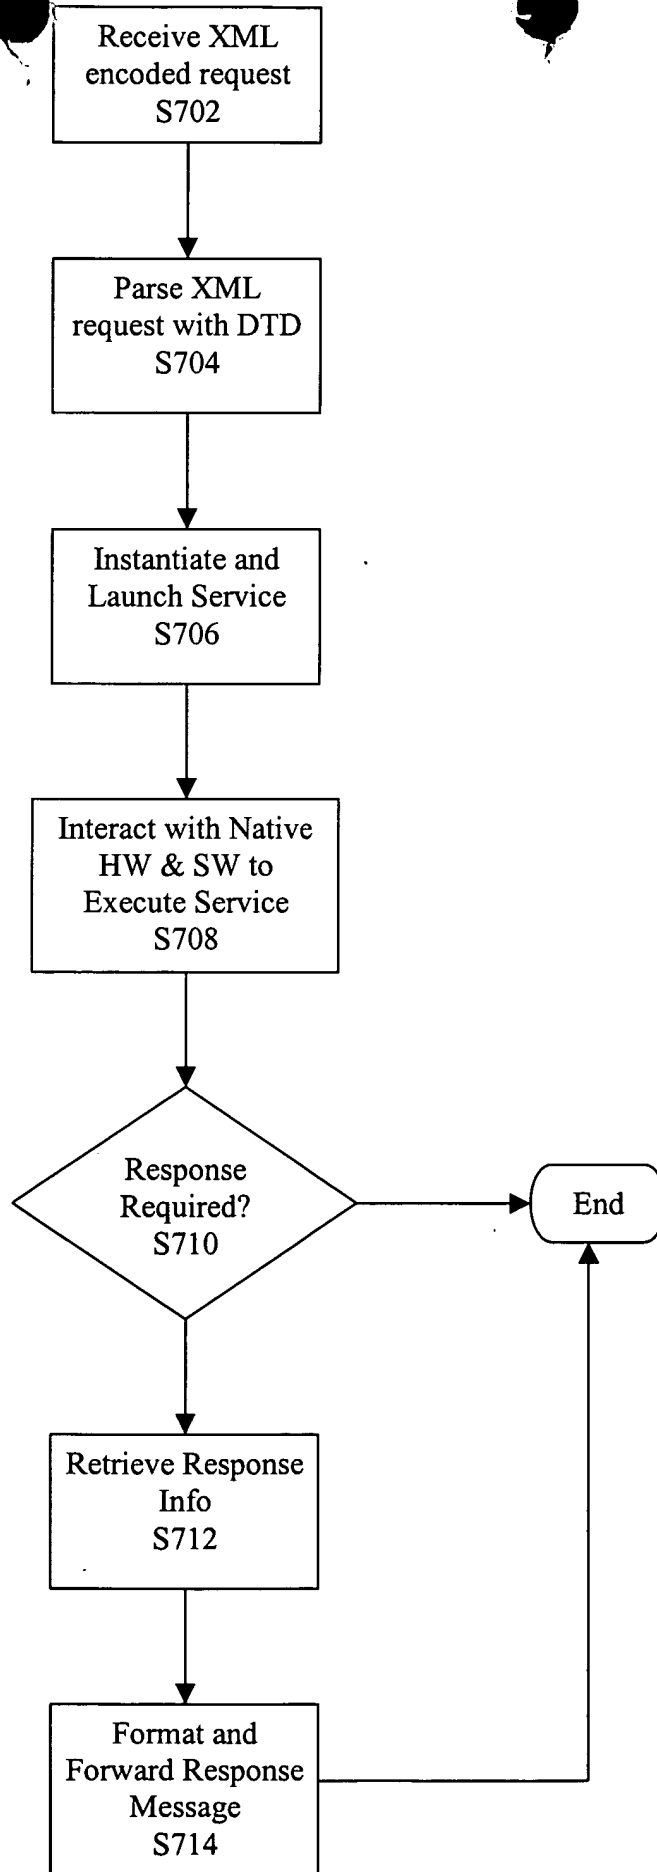 Receive XML
encoded request
S702
Parse XML
request with DTD
S704
Instantiate and
Launch Service
S706
Interact with Native
HW & SW to
Execute Service
S708
Response
Required?
S710
End
Retrieve Response
Info
S712
Format and
Forward Response
Message
S714